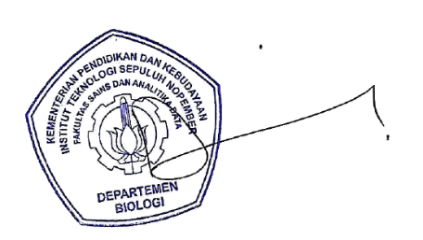 KEMENTERIAN PENDIDIKAN DAN KEBUDAYAAN
INSTITUT TEKNOLOGI SEPULUH NOPEMBER
FAKULTAS SAINS DAN ANALITIKA DATA
DEPARTEMEN
BIOLOGI